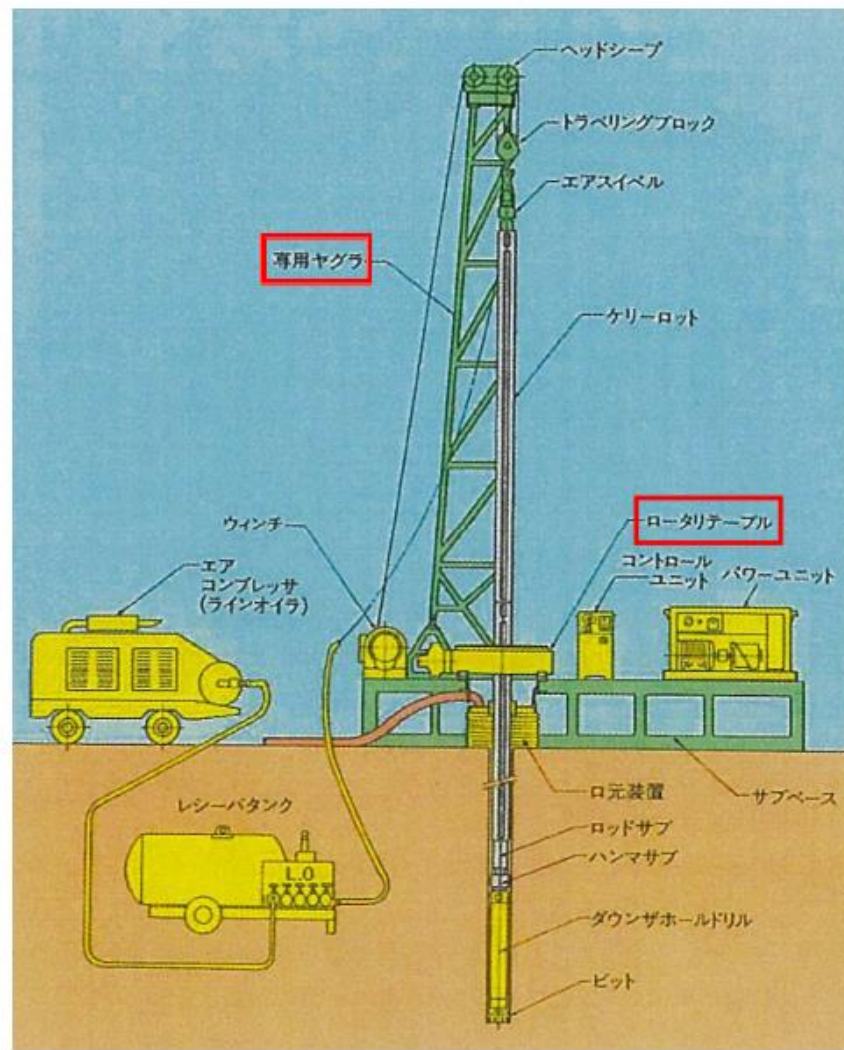 ヘッドシーブ
トラベリングブロック
エアスイベル
専用ヤグラ
ケリーロット
ウィンチ
ロータリテーブル
エア
コンプレッサ
(ラインオイラ)
コントロール
ユニット
パワーユニット
口元装置
サブベース
レシーバタンク
ロッドサブ
ハンマサブ
L.O
ダウンザホールドリル
ビット